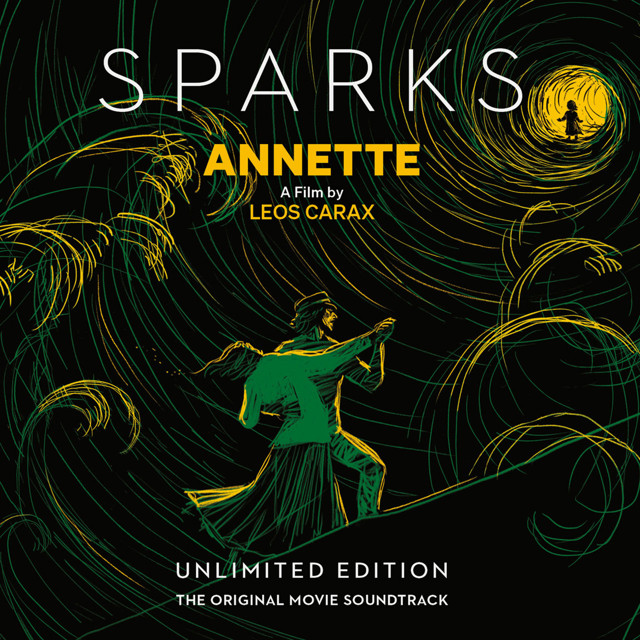 SPARKS
ANNETTE
A Film by
LEOS CARAX
UNLIMITED EDITION
THE ORIGINAL MOVIE SOUNDTRACK